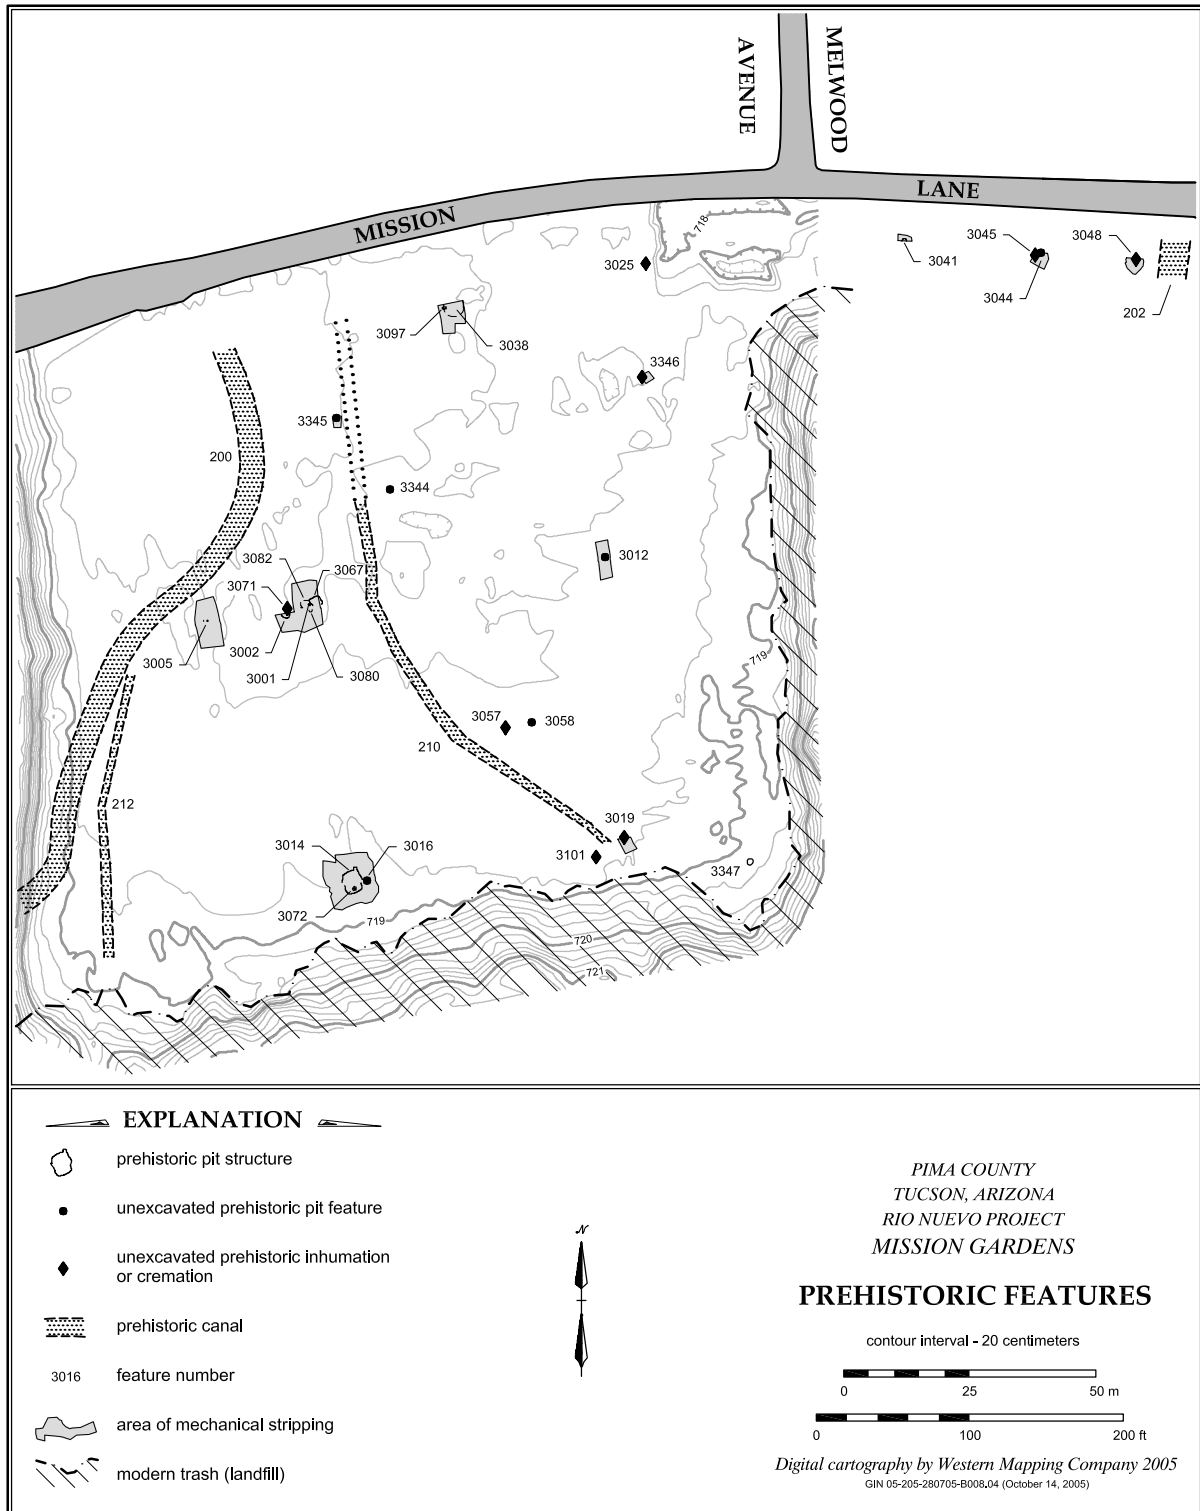 AVENUE
MELWOOD
LANE
MISSION
718
3025
3041
3045
3044
3048
202
3097
3038
3346
3345
200
3344
3012
3082
3067
3071
3005
3002
3001
3080
719
3057
3058
210
212
3019
3101
3347
3014
3016
3072
719
720
721
EXPLANATION
prehistoric pit structure
unexcavated prehistoric pit feature
unexcavated prehistoric inhumation
or cremation
prehistoric canal
3016 feature number
area of mechanical stripping
modern trash (landfill)
N
PIMA COUNTY
TUCSON, ARIZONA
RIO NUEVO PROJECT
MISSION GARDENS
PREHISTORIC FEATURES
contour interval - 20 centimeters
0 25 50 m
0 100 200 ft
Digital cartography by Western Mapping Company 2005
GIN 05-205-280705-B008.04 (October 14, 2005)